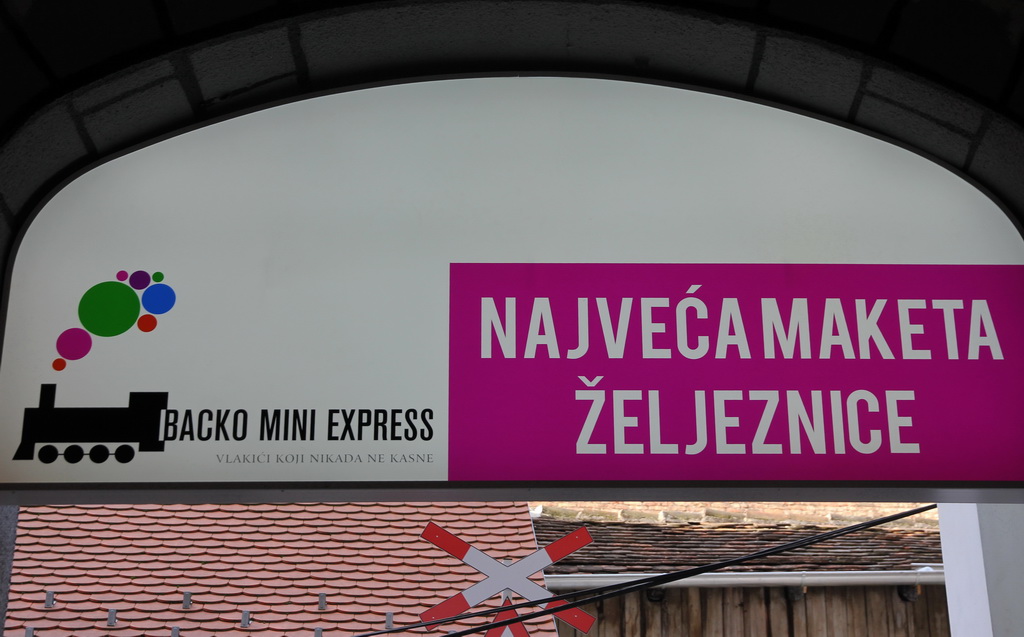 BACKO MINI EXPRESS
VLAKIĆI KOJI NIKADA NE KASNE
NAJVEĆA MAKETA
ŽELJEZNICE